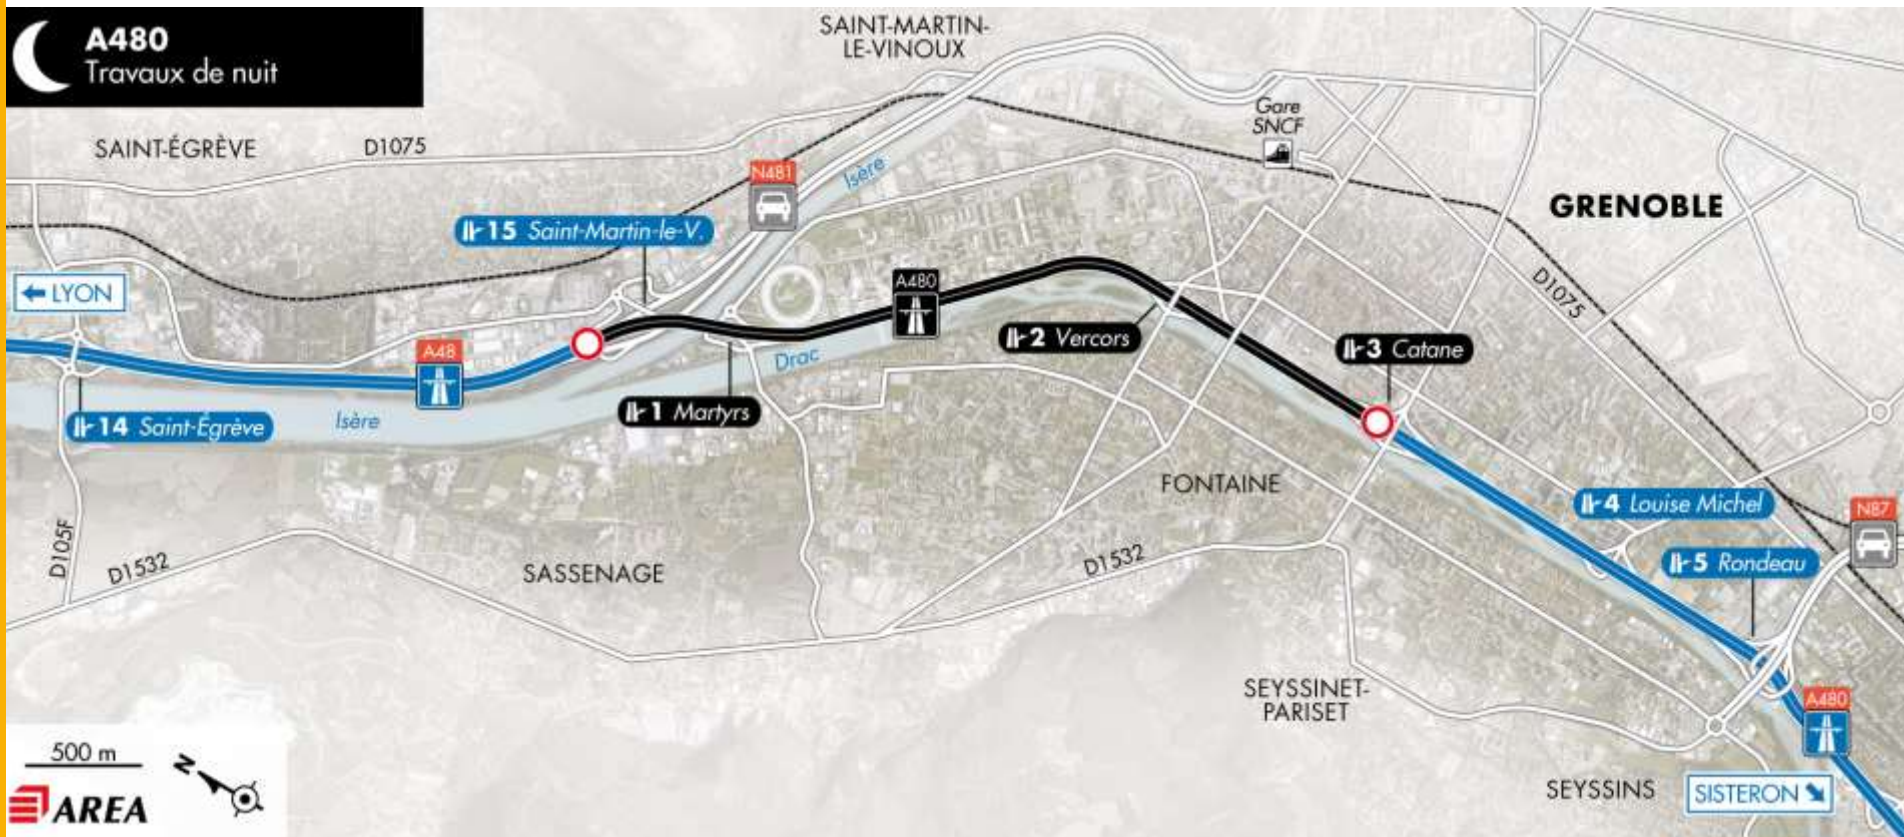 A480
Travaux de nuit
SAINT-MARTIN-
LE-VINOUX
Gare
SNCF
SAINT-ÉGRÈVE
D1075
N481
Isère
GRENOBLE
15 Saint-Martin-le-V.
← LYON
A480
D1075
2 Vercors
3 Catane
A48
Drac
1 Martyrs
14 Saint-Égrève
Isère
FONTAINE
4 Louise Michel
N87
D105F
D1532
SASSENAGE
D1532
5 Rondeau
SEYSSINET-
PARISET
A480
500 m
N
AREA
SEYSSINS
SISTERON ↘